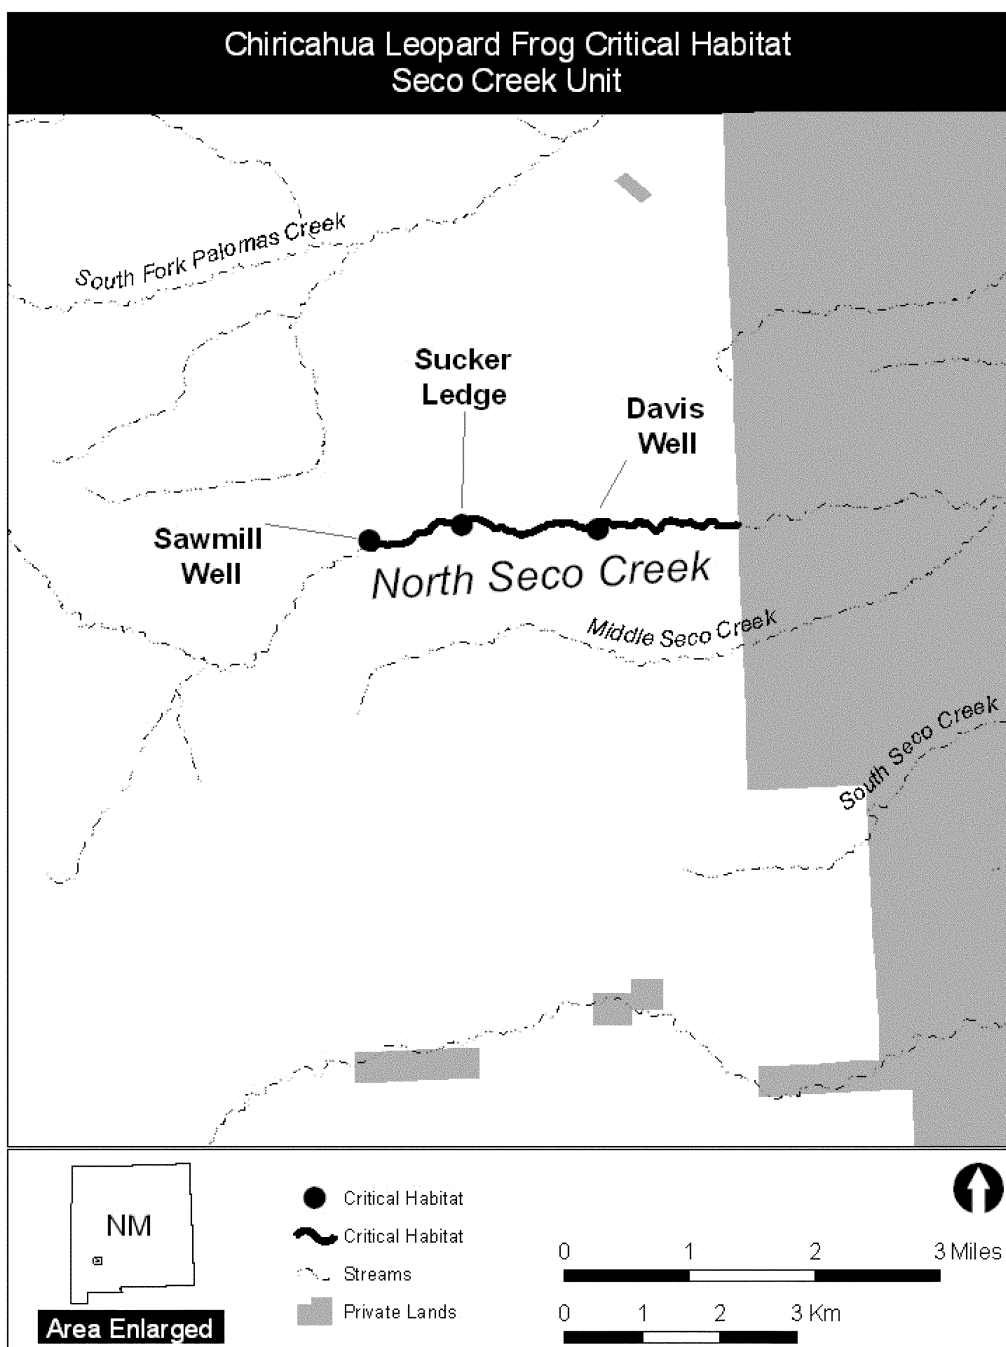 Chiricahua Leopard Frog Critical Habitat
Seco Creek Unit
South Fork Palomas Creek
Sucker
Ledge
Davis
Well
Sawmill
Well
North Seco Creek
Middle Seco Creek
South Seco Creek
NM
Area Enlarged
Critical Habitat
Critical Habitat
Streams
Private Lands
0 1 2 3 Miles
0 1 2 3 Km